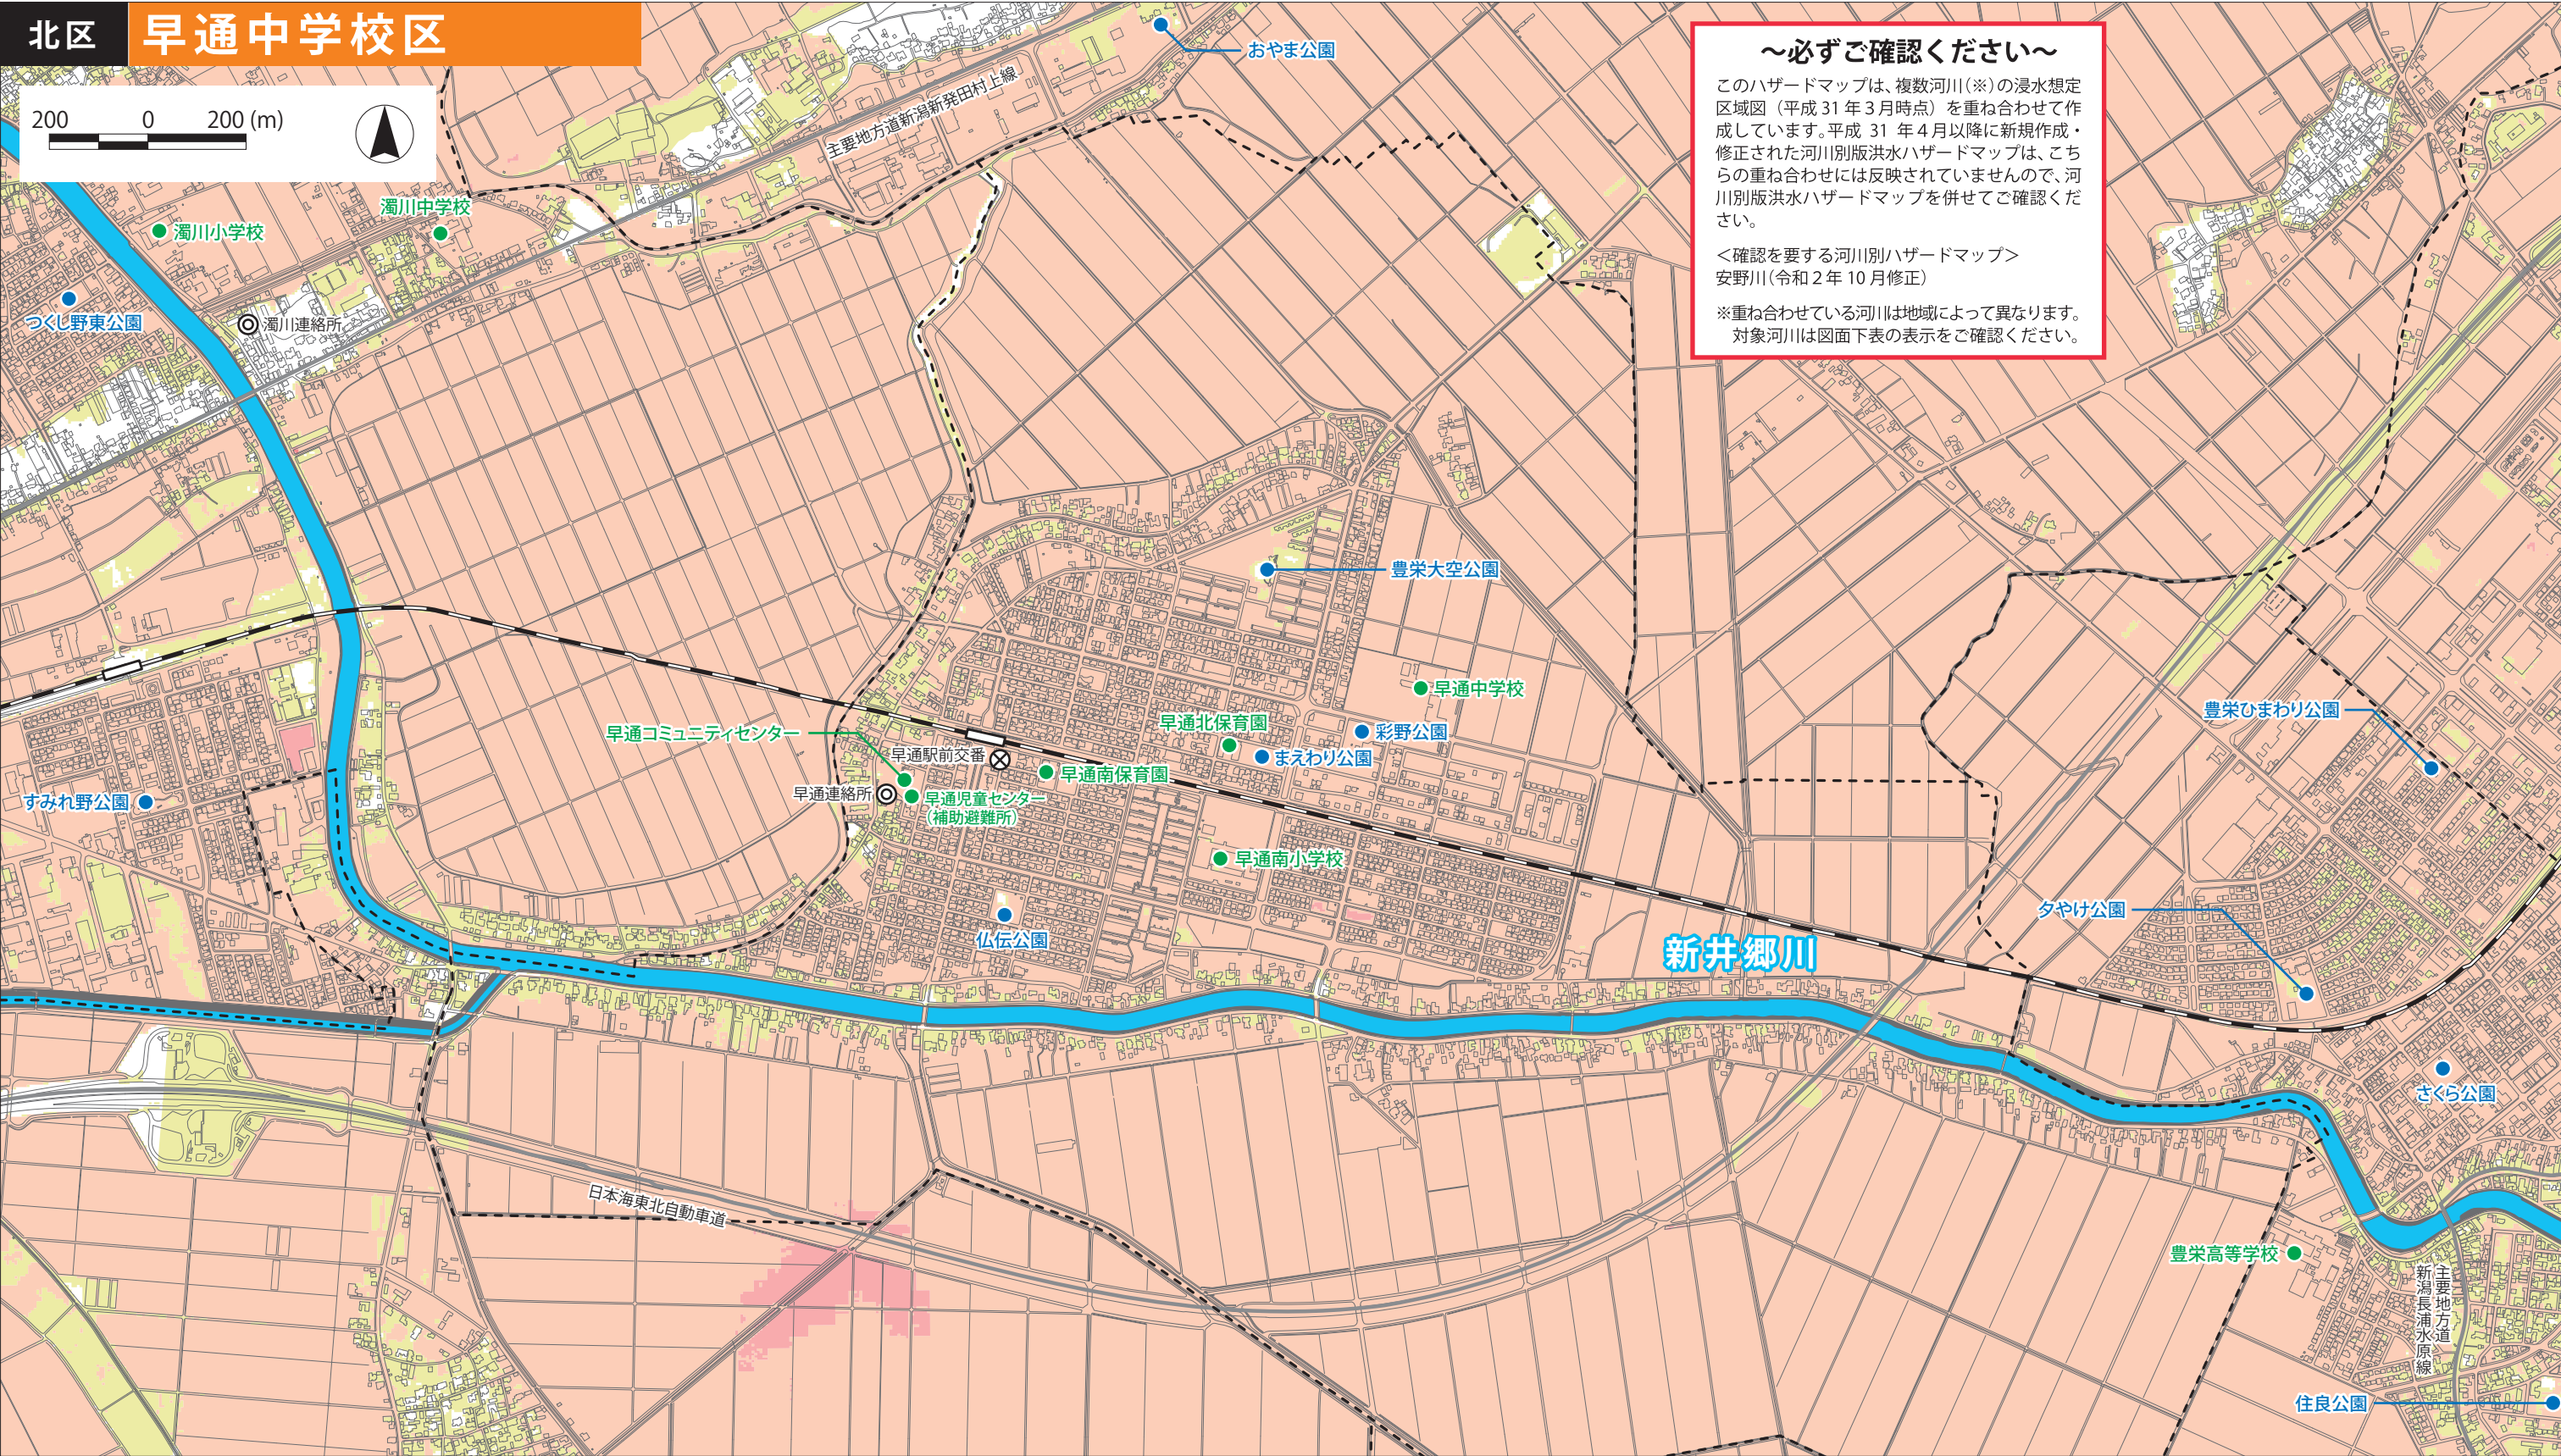 北区
早通中学校区
200 0 200 (m)
～必ずご確認ください～
このハザードマップは、複数河川(※)の浸水想定
区域図（平成31年3月時点）を重ね合わせて作
成しています。平成 31 年4月以降に新規作成・
修正された河川別版洪水ハザードマップは、こち
らの重ね合わせには反映されていませんので、河
川別版洪水ハザードマップを併せてご確認くだ
さい。
＜確認を要する河川別ハザードマップ＞
安野川(令和2年10月修正)
※重ね合わせている河川は地域によって異なります。
対象河川は図面下表の表示をご確認ください。
おやま公園
主要地方道新潟新発田村上線
濁川中学校
濁川小学校
つくし野東公園
濁川連絡所
豊栄大空公園
早通中学校
豊栄ひまわり公園
早通北保育園
彩野公園
早通コミュニティセンター
早通駅前交番
まえわり公園
早通南保育園
早通連絡所
早通児童センター
(補助避難所)
すみれ野公園
早通南小学校
夕やけ公園
仏伝公園
新井郷川
さくら公園
日本海東北自動車道
豊栄高等学校
主要地方道
新潟長浦水原線
住良公園